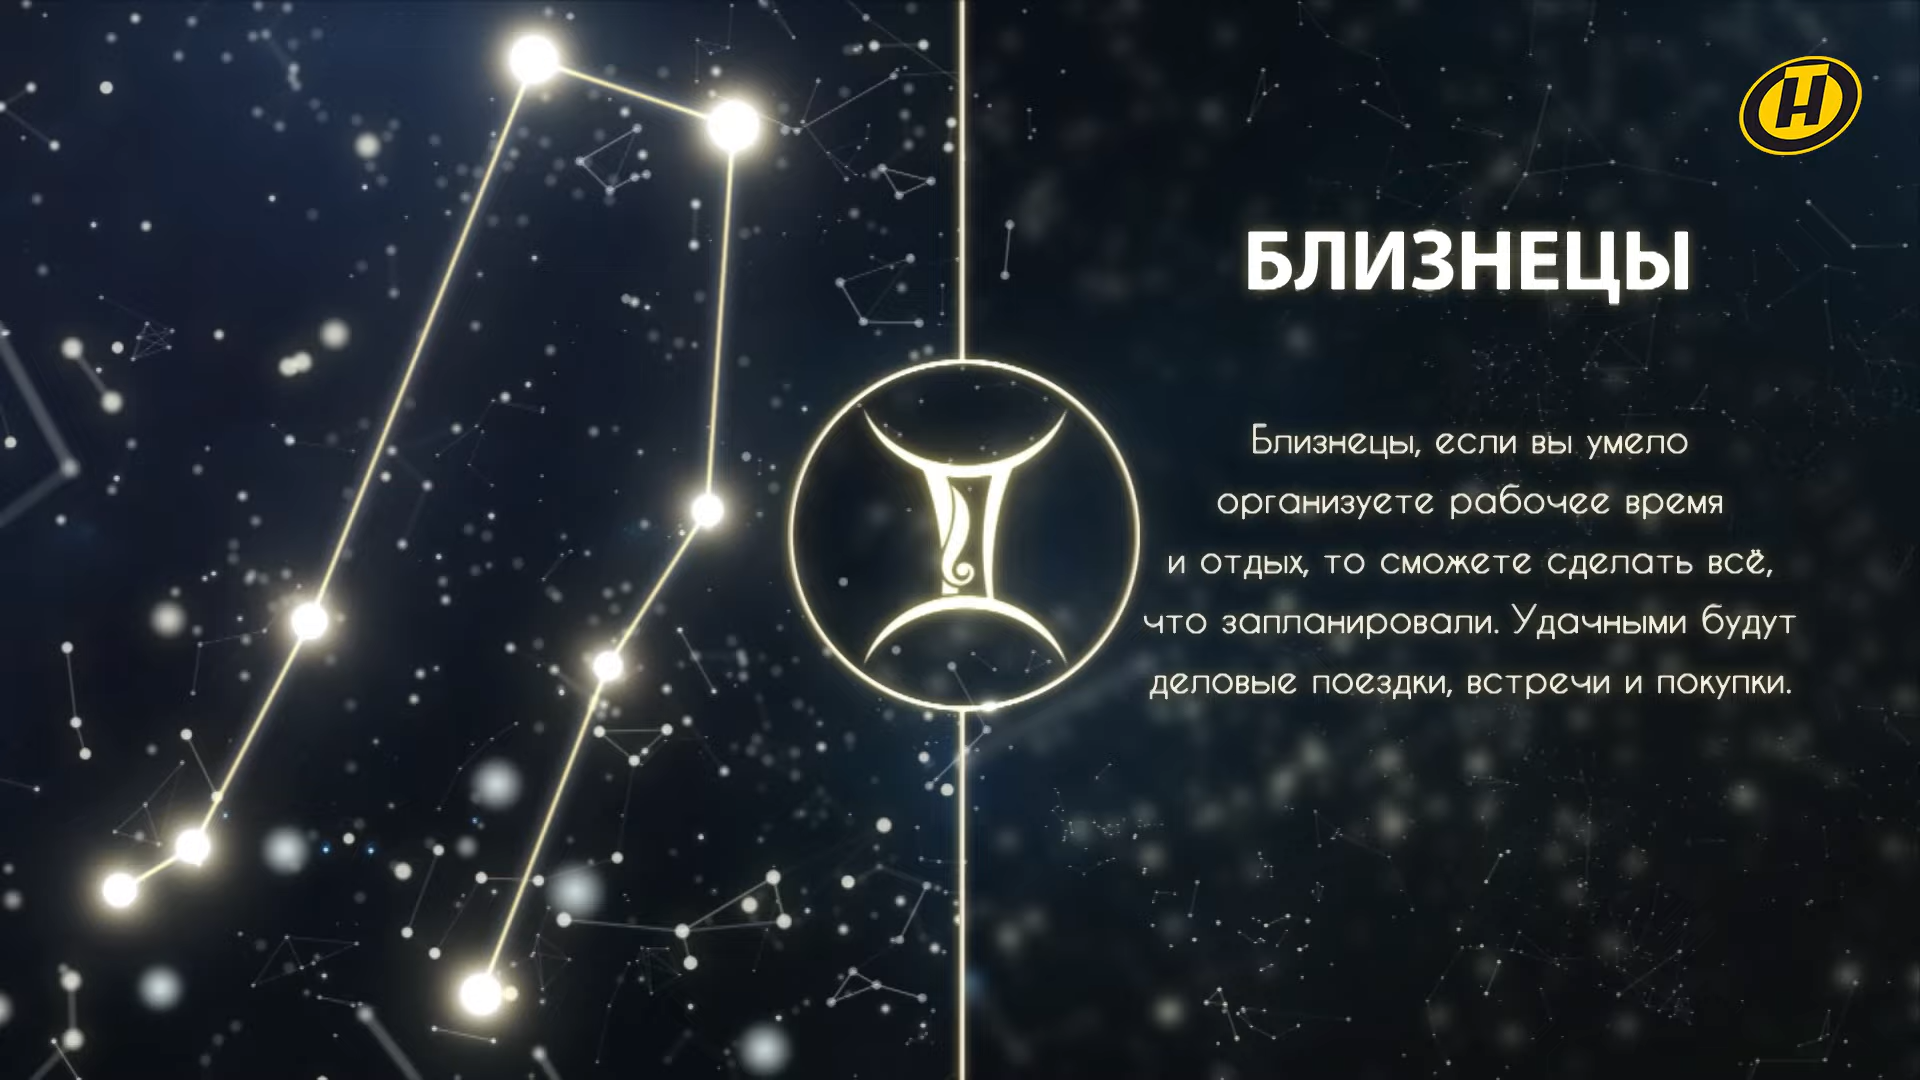 ОНТ
БЛИЗНЕЦЫ
Близнецы, если вы умело
организуете рабочее время
и отдых, то сможете сделать всё,
что запланировали. Удачными будут
деловые поездки, встречи и покупки.